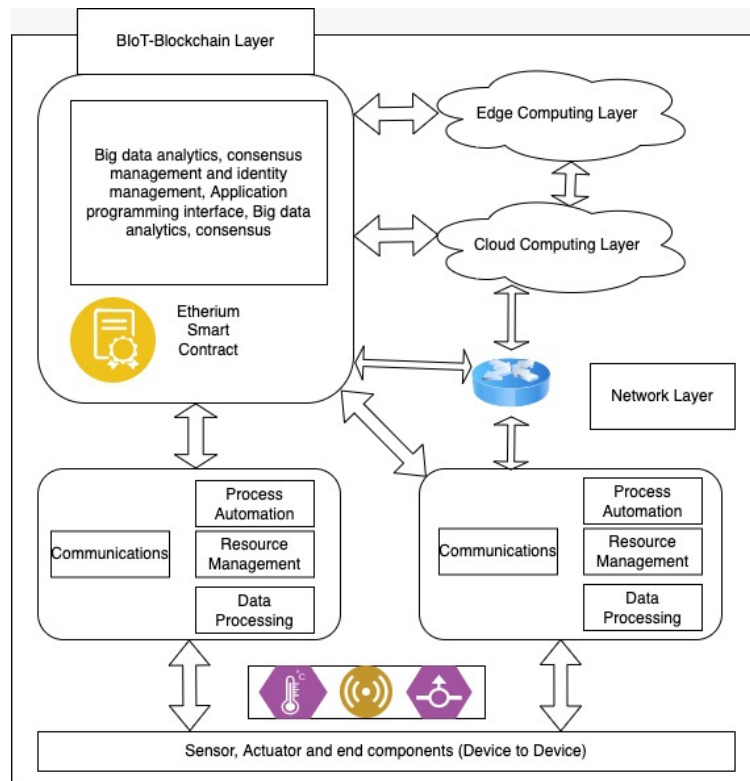 BIoT-Blockchain Layer
Big data analytics, consensus
management and identity
management, Application
programming interface, Big data
analytics, consensus
Etherium
Smart
Contract
Edge Computing Layer
Cloud Computing Layer
Network Layer
Communications
Process
Automation
Resource
Management
Data
Processing
Communications
Process
Automation
Resource
Management
Data
Processing
°C
Sensor, Actuator and end components (Device to Device)